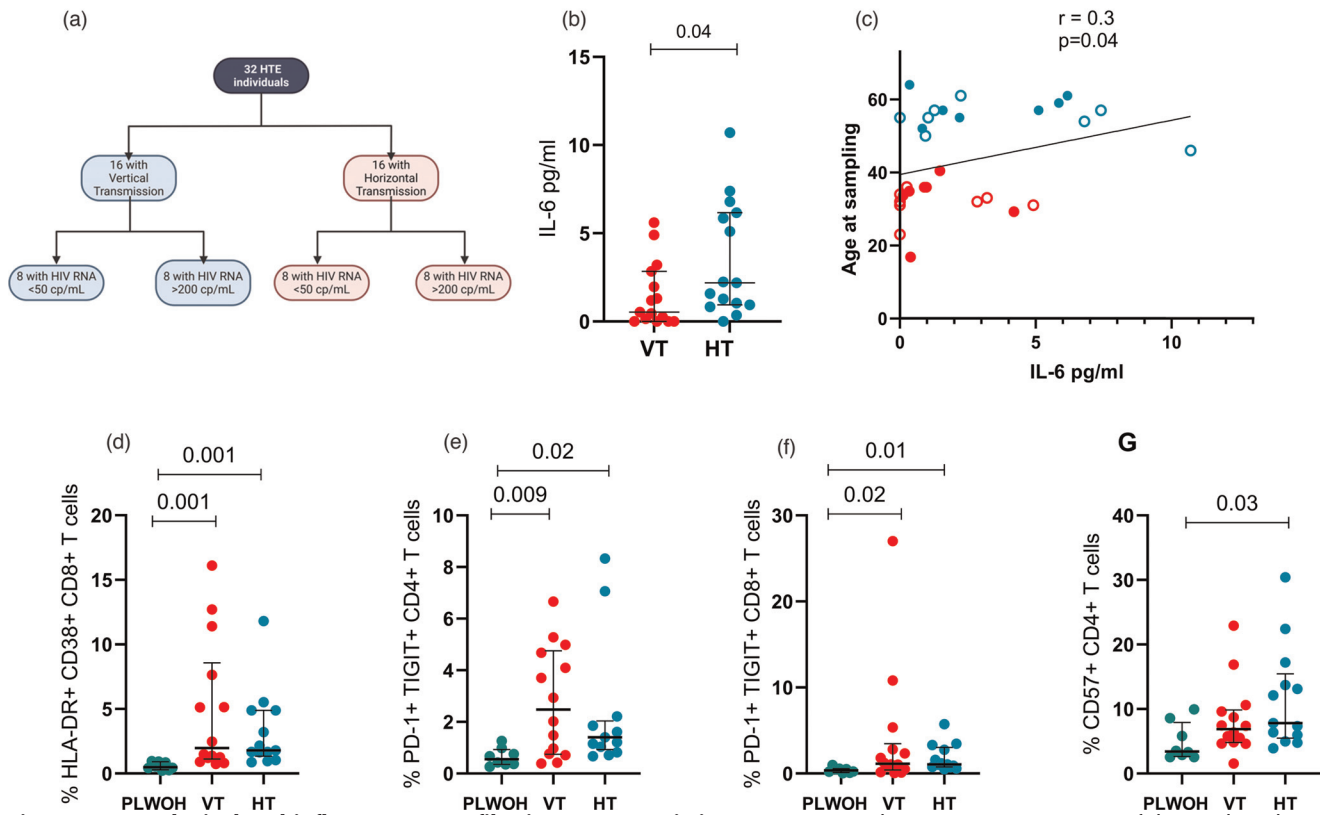 (a)
32 HTE
individuals
16 with
Vertical
Transmission
16 with
Horizontal
Transmission
8 with HIV RNA
<50 cp/mL
8 with HIV RNA
>200 cp/mL
8 with HIV RNA
<50 cp/mL
8 with HIV RNA
>200 cp/mL
(b)
0.04
IL-6 pg/ml
15
10
5
0
VT HT
(c)
r = 0.3
p=0.04
Age at sampling
60
40
20
0
0 5 10
IL-6 pg/ml
(d)
0.001
0.001
% HLA-DR+ CD38+ CD8+ T cells
20
15
10
5
0
PLWOH VT HT
(e)
0.02
0.009
% PD-1+ TIGIT+ CD4+ T cells
10
8
6
4
2
0
PLWOH VT HT
(f)
0.01
0.02
% PD-1+ TIGIT+ CD8+ T cells
30
20
10
0
PLWOH VT HT
G
0.03
% CD57+ CD4+ T cells
40
30
20
10
0
PLWOH VT HT